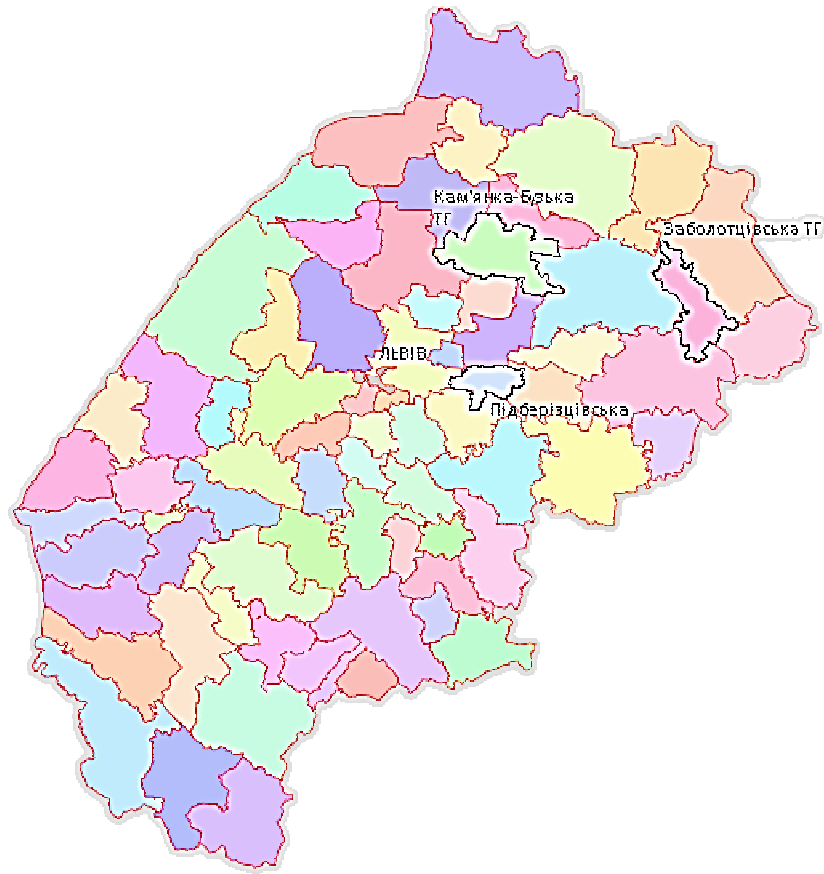 Кам'янка-Бузька
ТГ
Заболотцівська ТГ
ЛЬВІВ
Підберізцівська